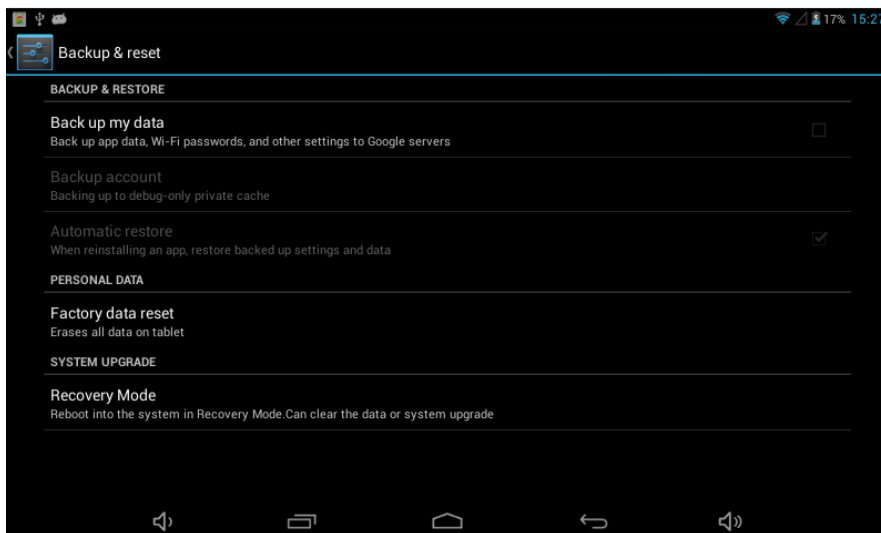 17% 15:27
Backup & reset
BACKUP & RESTORE
Back up my data
Back up app data, Wi-Fi passwords, and other settings to Google servers
Backup account
Backing up to debug-only private cache
Automatic restore
When reinstalling an app, restore backed up settings and data
PERSONAL DATA
Factory data reset
Erases all data on tablet
SYSTEM UPGRADE
Recovery Mode
Reboot into the system in Recovery Mode.Can clear the data or system upgrade